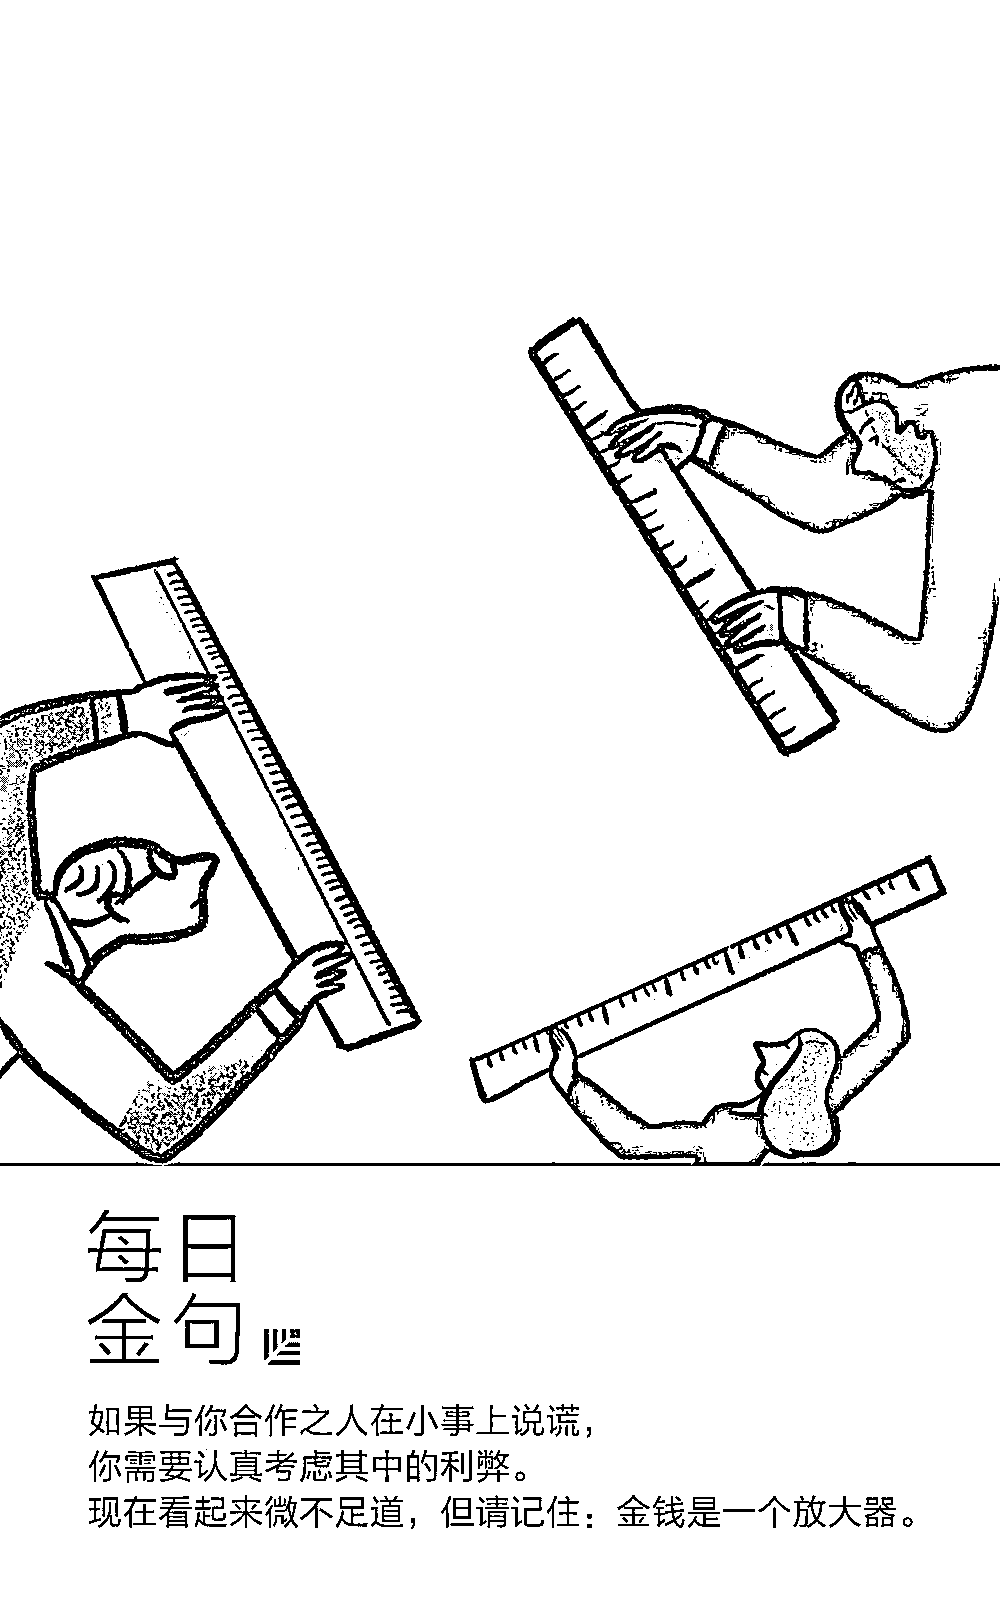 每日
金句
如果与你合作之人在小事上说谎，
你需要认真考虑其中的利弊。
现在看起来微不足道，但请记住：金钱是一个放大器。